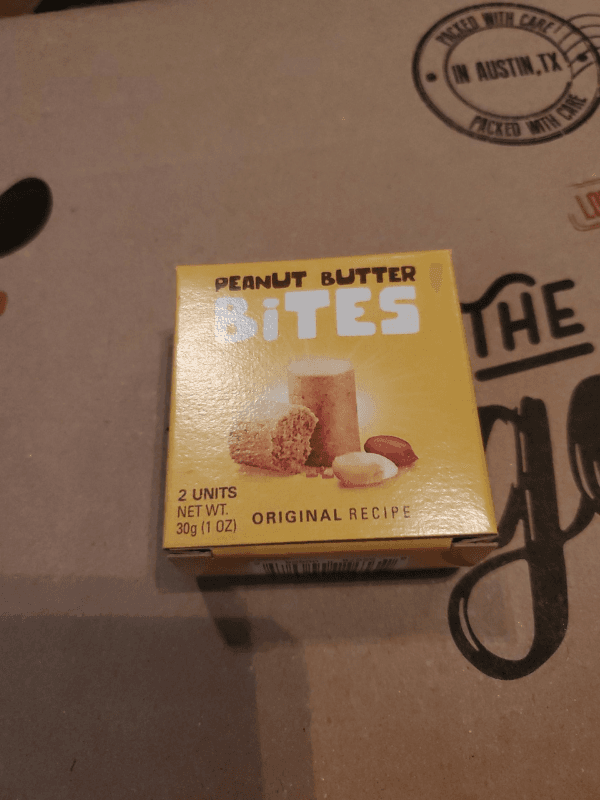 PACKED WITH CARE
IN AUSTIN, TX
PACKED WITH CARE
PEANUT BUTTER
BiTES
THE
2 UNITS
NET WT.
30g (1 OZ)
ORIGINAL RECIPE